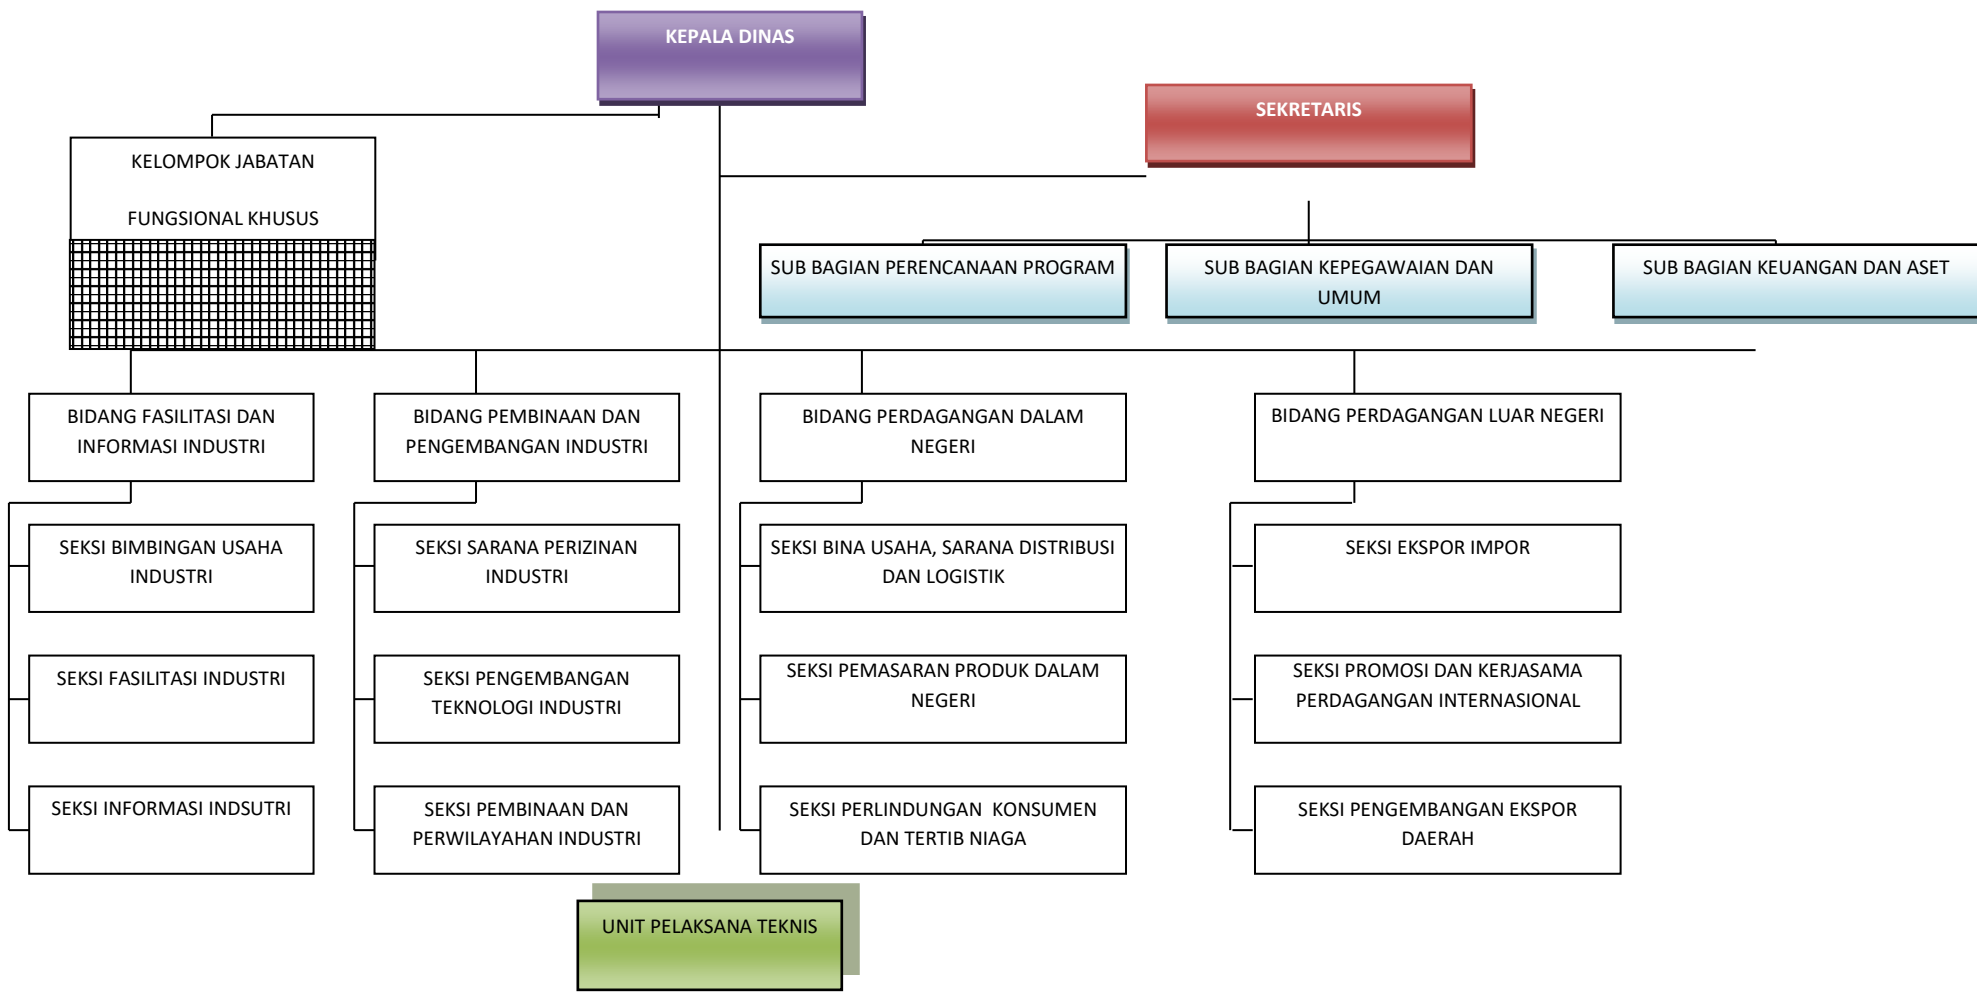 KEPALA DINAS
SEKRETARIS
KELOMPOK JABATAN
FUNGSIONAL KHUSUS
SUB BAGIAN PERENCANAAN PROGRAM
SUB BAGIAN KEPEGAWAIAN DAN
UMUM
SUB BAGIAN KEUANGAN DAN ASET
BIDANG FASILITASI DAN
INFORMASI INDUSTRI
BIDANG PEMBINAAN DAN
PENGEMBANGAN INDUSTRI
BIDANG PERDAGANGAN DALAM
NEGERI
BIDANG PERDAGANGAN LUAR NEGERI
SEKSI BIMBINGAN USAHA
INDUSTRI
SEKSI SARANA PERIZINAN
INDUSTRI
SEKSI BINA USAHA, SARANA DISTRIBUSI
DAN LOGISTIK
SEKSI EKSPOR IMPOR
SEKSI FASILITASI INDUSTRI
SEKSI PENGEMBANGAN
TEKNOLOGI INDUSTRI
SEKSI PEMASARAN PRODUK DALAM
NEGERI
SEKSI PROMOSI DAN KERJASAMA
PERDAGANGAN INTERNASIONAL
SEKSI INFORMASI INDSUTRI
SEKSI PEMBINAAN DAN
PERWILAYAHAN INDUSTRI
SEKSI PERLINDUNGAN  KONSUMEN
DAN TERTIB NIAGA
SEKSI PENGEMBANGAN EKSPOR
DAERAH
UNIT PELAKSANA TEKNIS